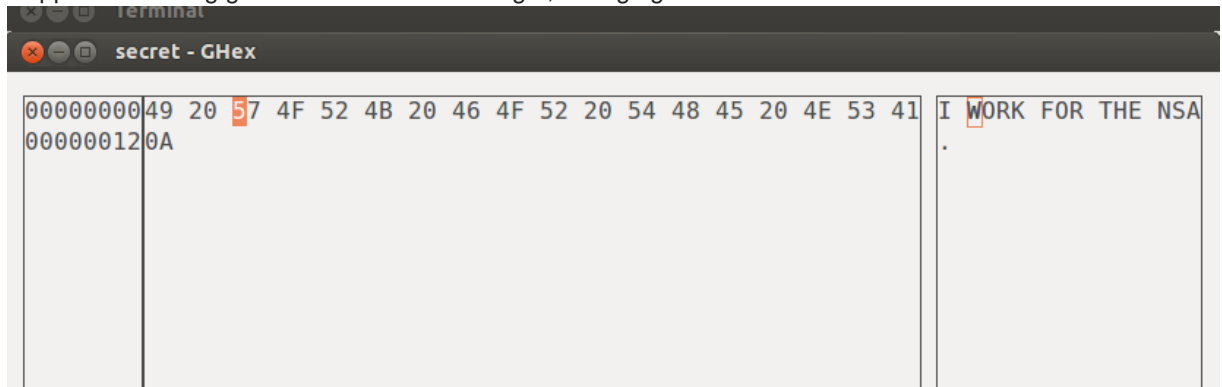 Terminal
secret - GHex
00000000 49 20 57 4F 52 4B 20 46 4F 52 20 54 48 45 20 4E 53 41 I WORK FOR THE NSA
00000012 0A .